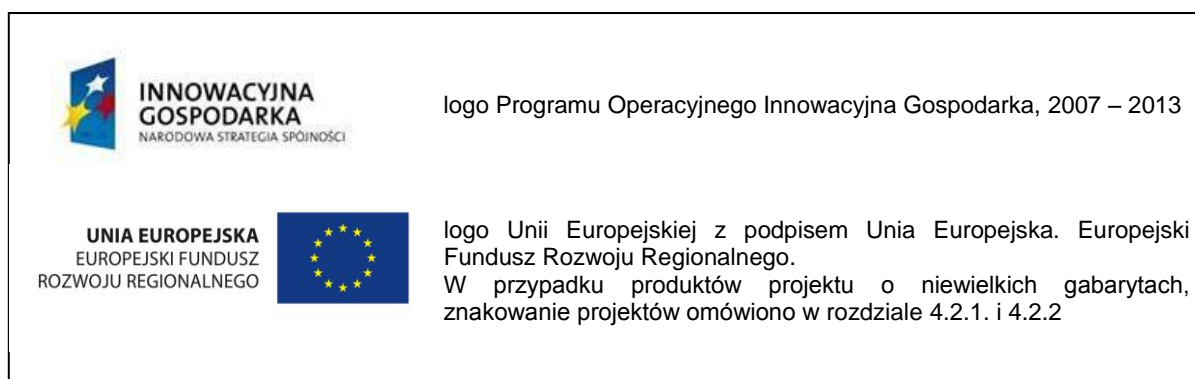 INNOWACYJNA
GOSPODARKA
NARODOWA STRATEGIA SPÓJNOŚCI
logo Programu Operacyjnego Innowacyjna Gospodarka, 2007 – 2013
UNIA EUROPEJSKA
EUROPEJSKI FUNDUSZ
ROZWOJU REGIONALNEGO
logo Unii Europejskiej z podpisem Unia Europejska. Europejski
Fundusz Rozwoju Regionalnego.
W przypadku produktów projektu o niewielkich gabarytach,
znakowanie projektów omówiono w rozdziale 4.2.1. i 4.2.2